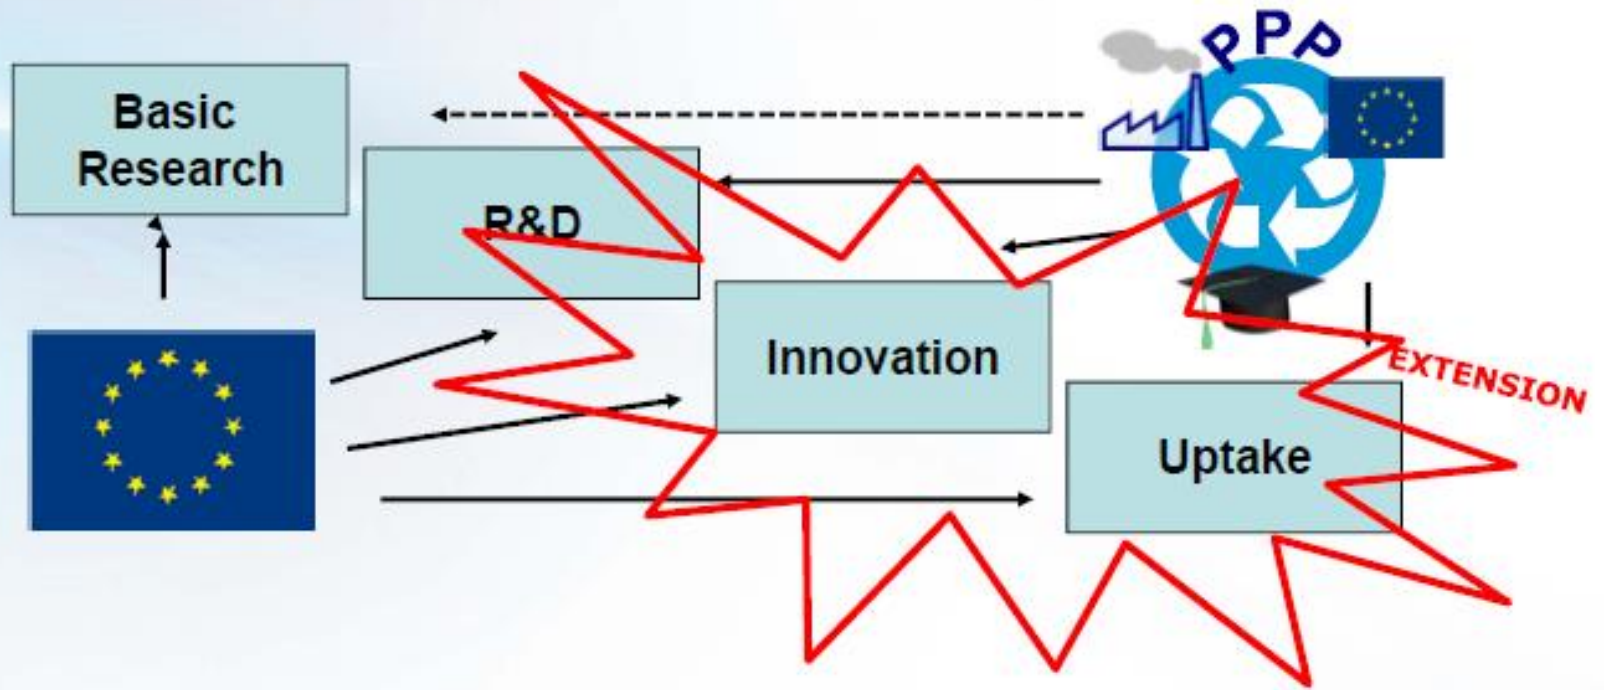 PPP
Basic
Research
R&D
Innovation
EXTENSION
Uptake